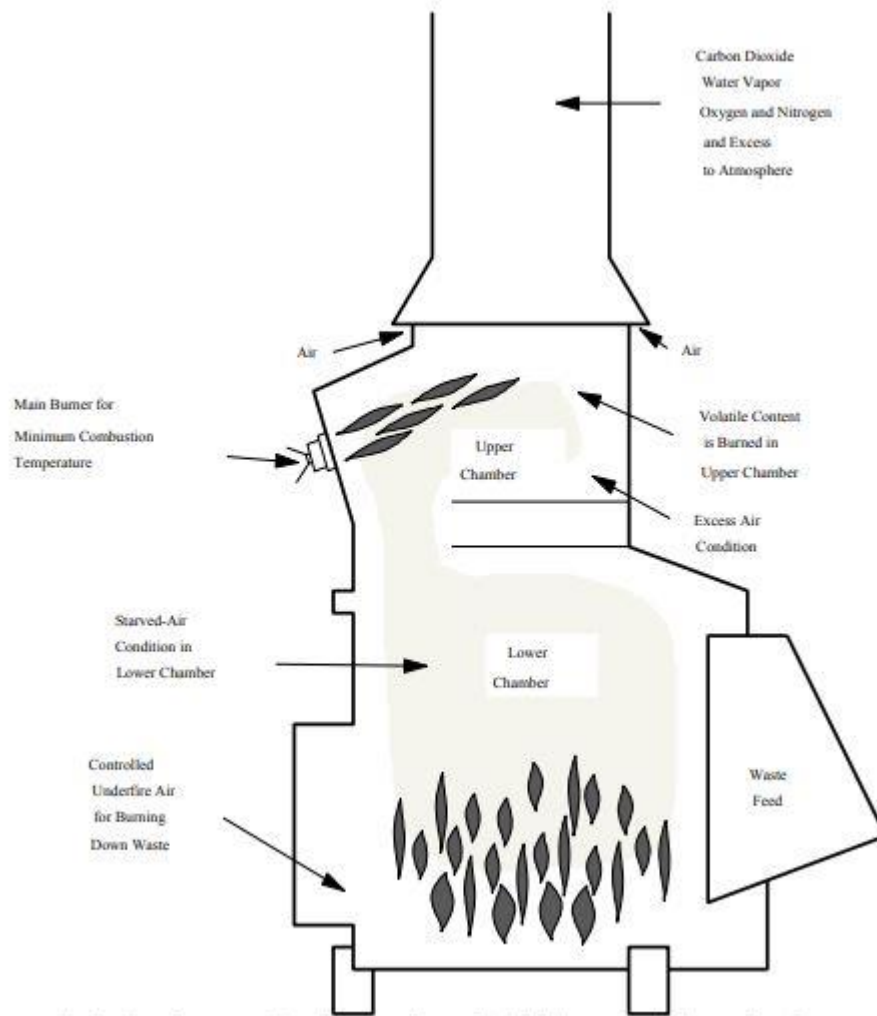 Carbon Dioxide
Water Vapor
Oxygen and Nitrogen
and Excess
to Atmosphere
Air
Air
Main Burner for
Minimum Combustion
Temperature
Volatile Content
is Burned in
Upper Chamber
Upper
Chamber
Excess Air
Condition
Starved-Air
Condition in
Lower Chamber
Lower
Chamber
Controlled
Underfire Air
for Burning
Down Waste
Waste
Feed